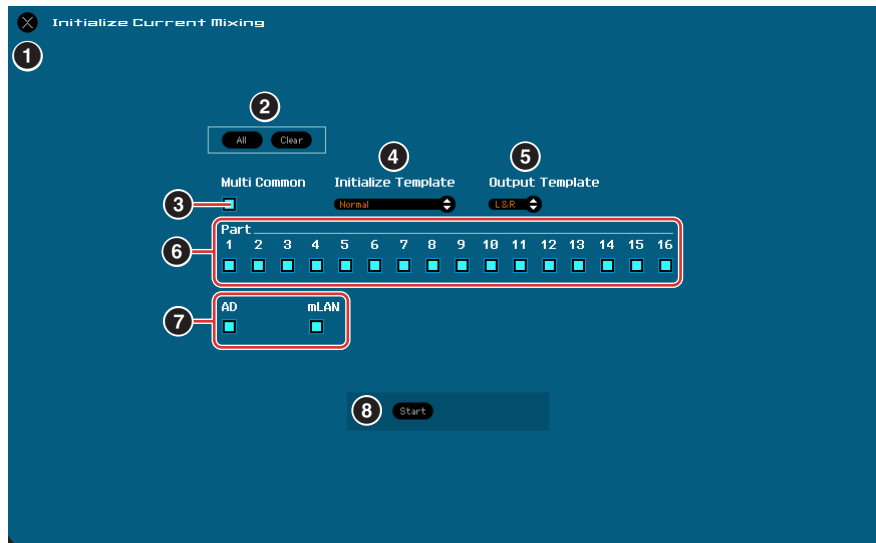 Initialize Current Mixing
1
2
All Clear
4 5
Multi Common Initialize Template Output Template
3 Normal L&R
Part
6 1 2 3 4 5 6 7 8 9 10 11 12 13 14 15 16
AD mLAN
7
8 Start